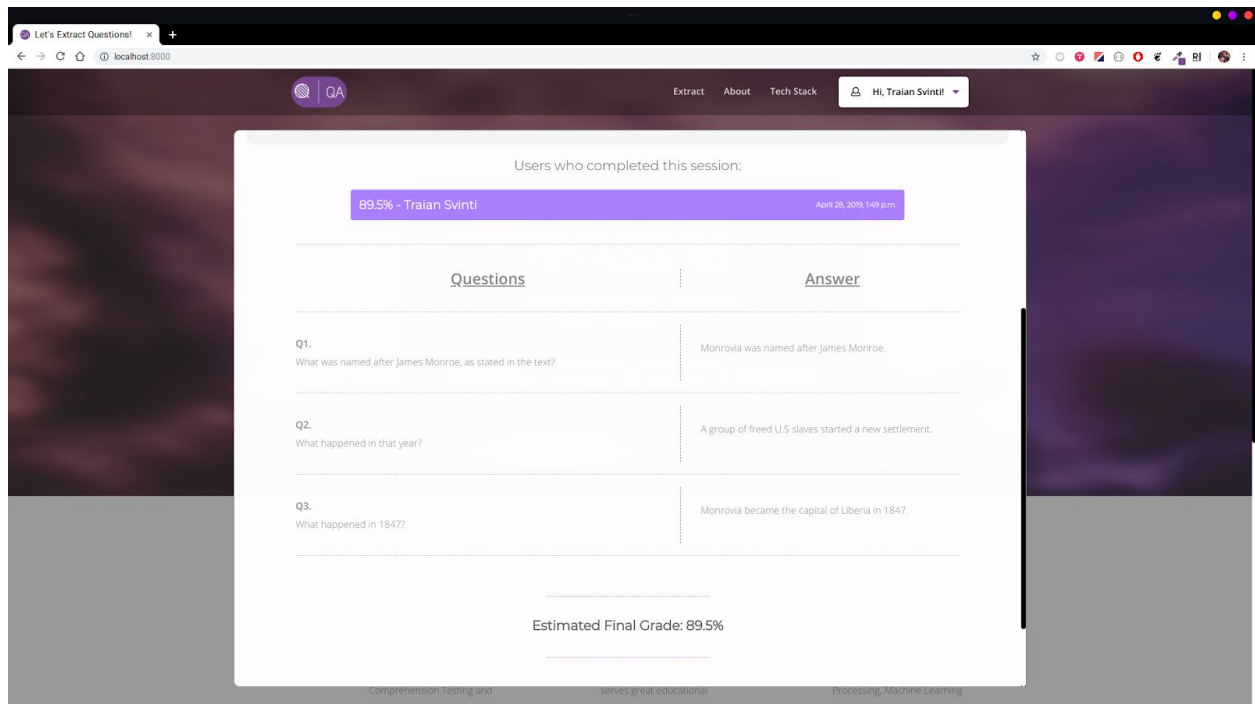 Let's Extract Questions!
localhost:8000
QA
Extract About Tech Stack Hi, Traian Svinti!
Users who completed this session:
89.5% - Traian Svinti April 28, 2019, 1:49 p.m.
Questions Answer
Q1.
What was named after James Monroe, as stated in the text?
Monrovia was named after James Monroe.
Q2.
What happened in that year?
A group of freed U.S slaves started a new settlement.
Q3.
What happened in 1847?
Monrovia became the capital of Liberia in 1847.
Estimated Final Grade: 89.5%
Comprehension Testing and serves great educational Processing, Machine Learning